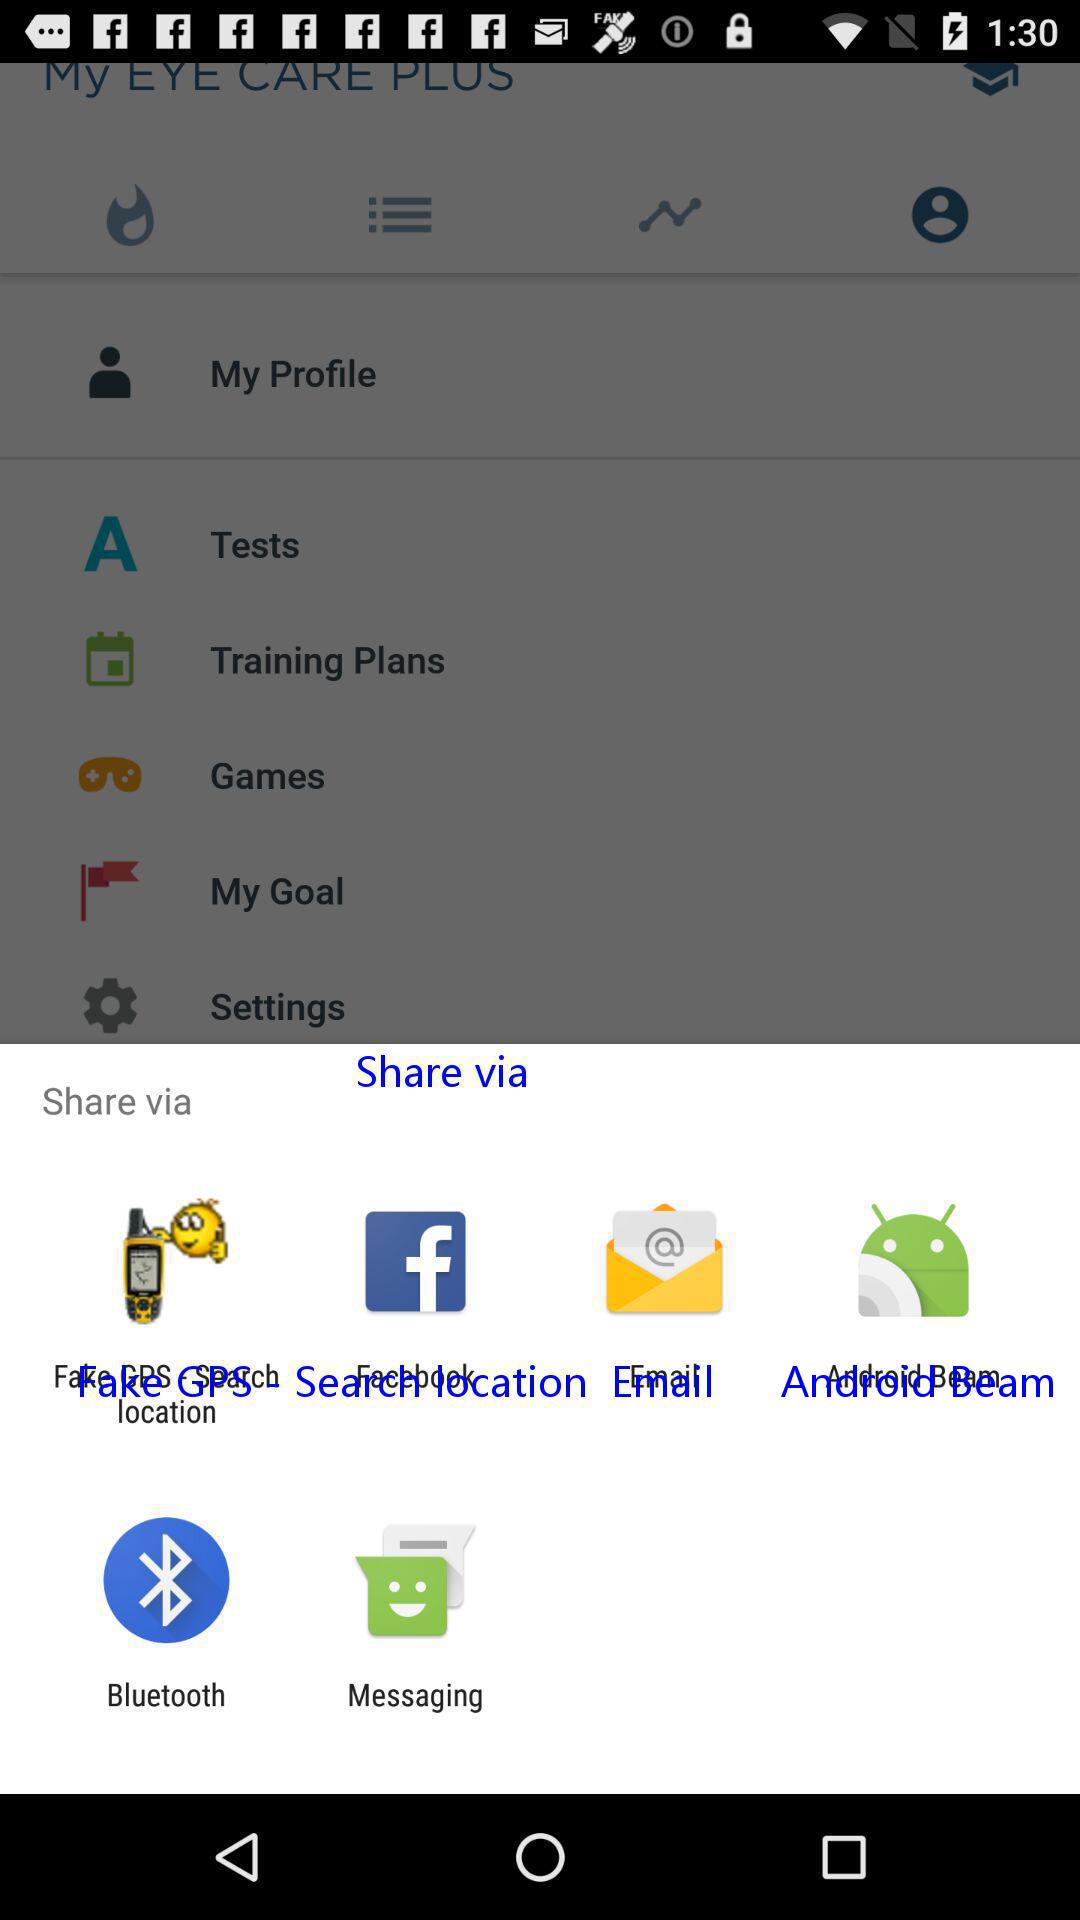 FAKE
1:30
My EYE CARE PLUS
My Profile
A Tests
Training Plans
Games
My Goal
Settings
Share via
Share via
Fake GPS - Search location
Facebook
Email
Android Beam
Fake GPS - Search location Email Android Beam
Bluetooth
Messaging